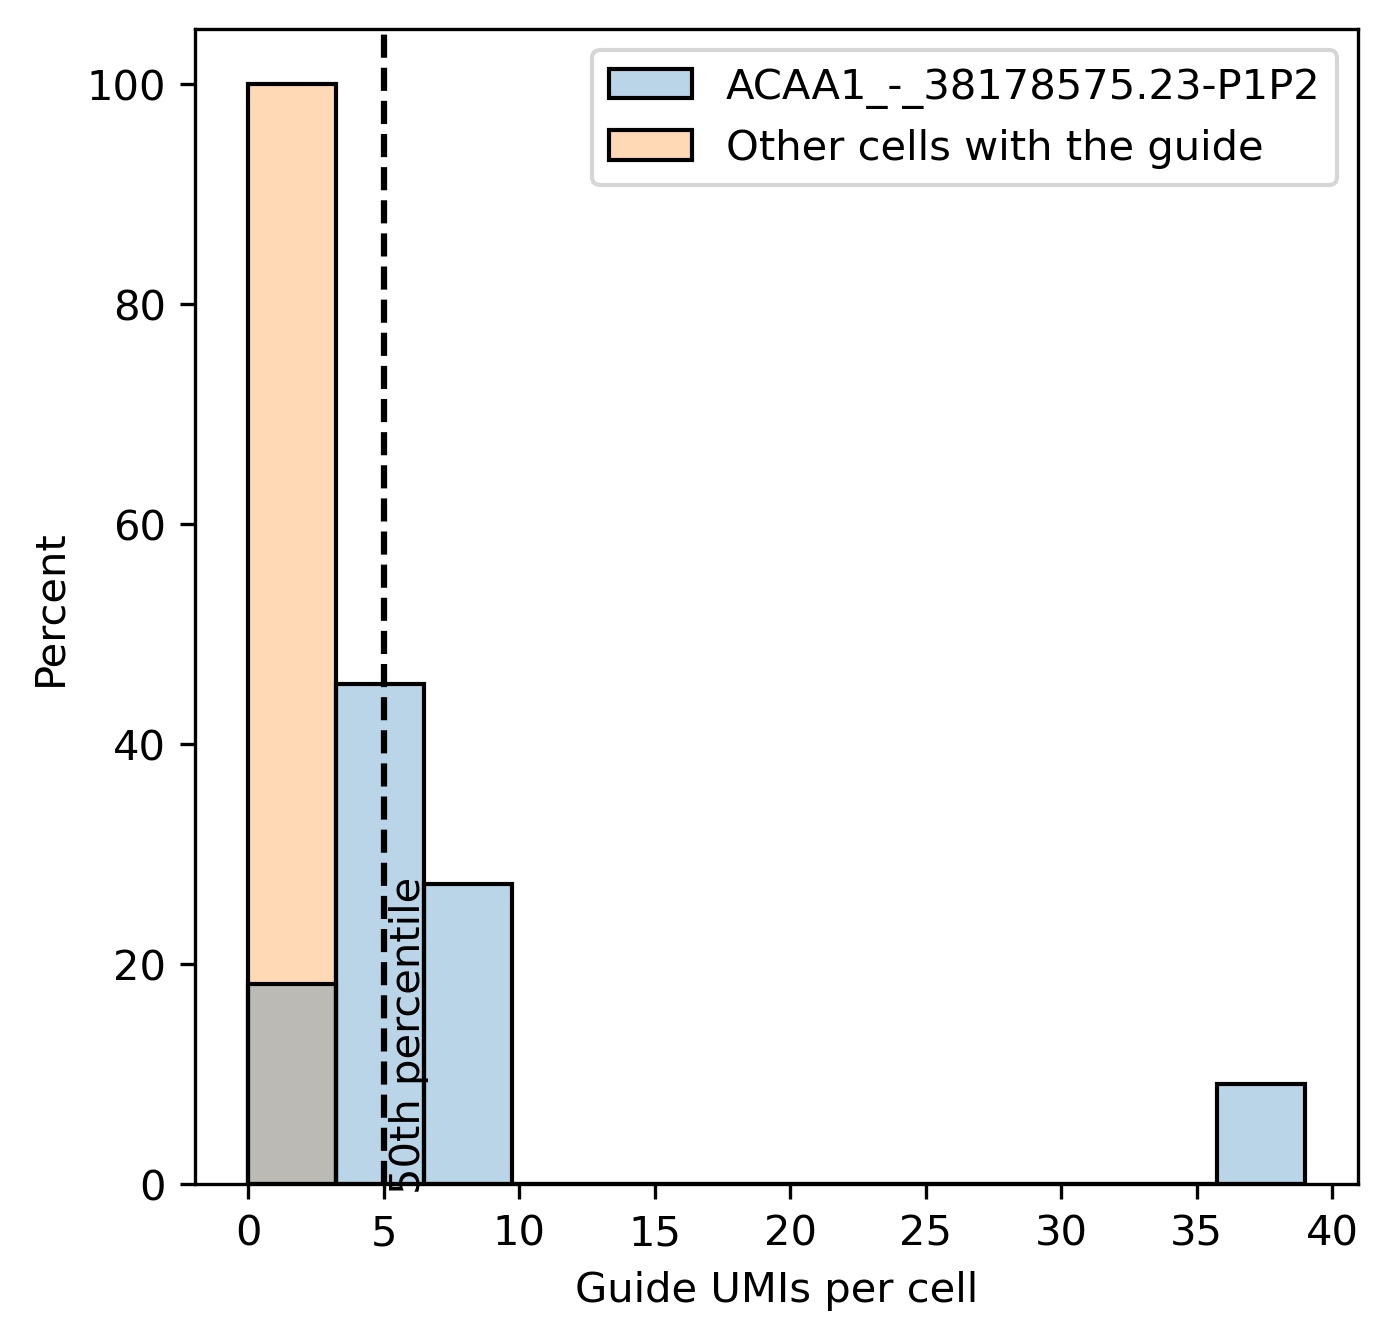 ACAA1_-_38178575.23-P1P2
Other cells with the guide
100
80
60
40
20
0
Percent
50th percentile
0 5 10 15 20 25 30 35 40
Guide UMIs per cell